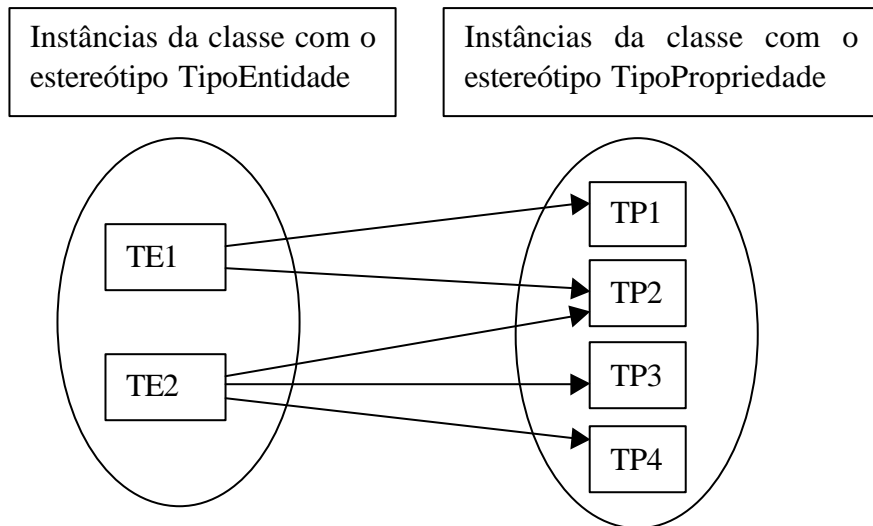 Instâncias da classe com o
estereótipo TipoEntidade
Instâncias da classe com o
estereótipo TipoPropriedade
TE1
TE2
TP1
TP2
TP3
TP4